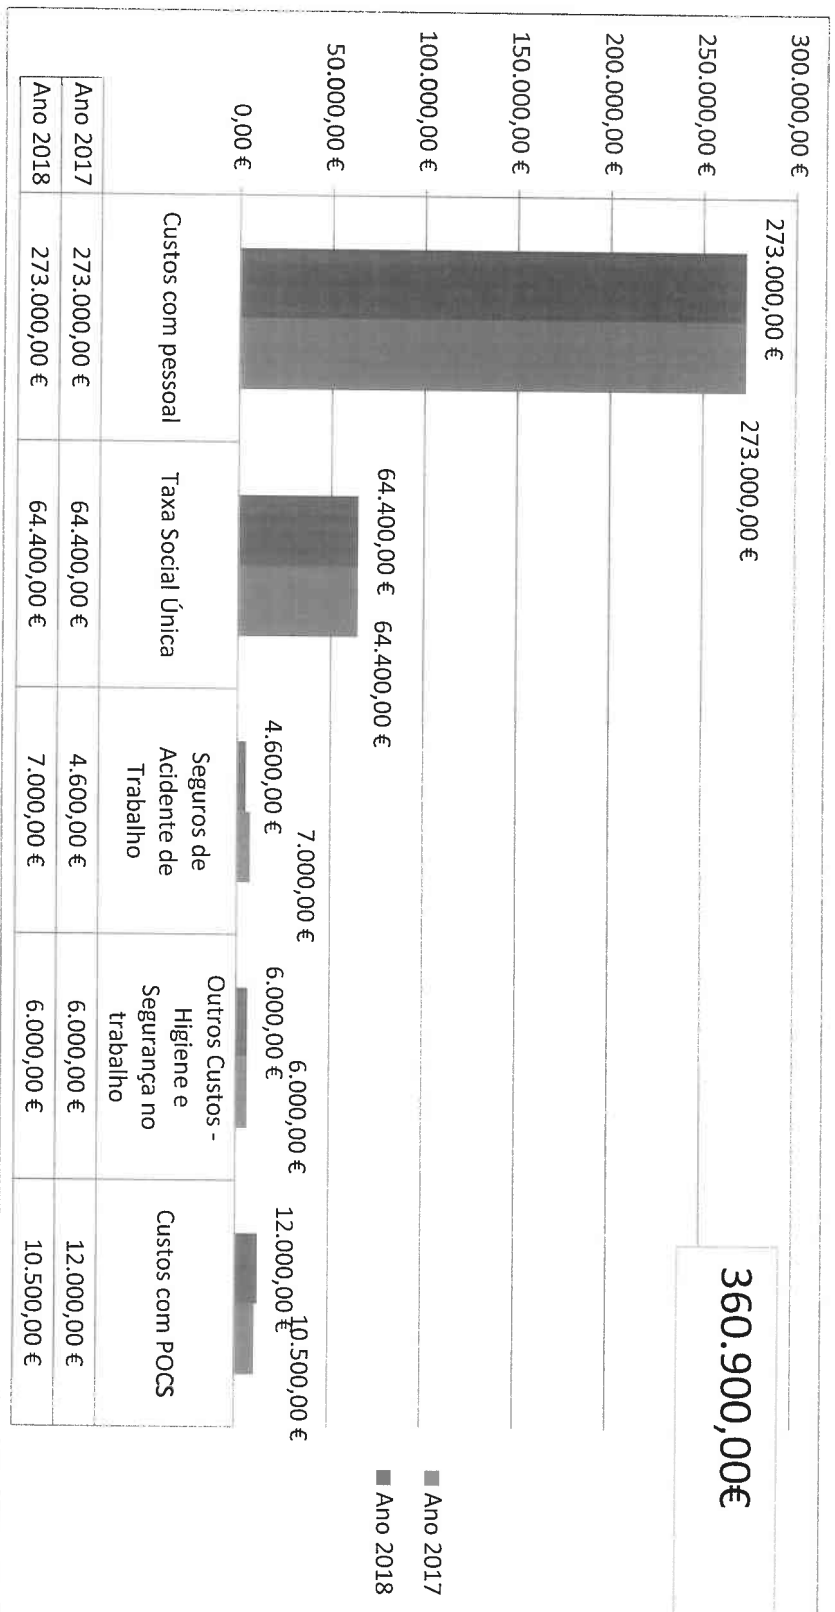 360.900,00€
300.000,00 €
250.000,00 €
200.000,00 €
150.000,00 €
100.000,00 €
50.000,00 €
0,00 €
273.000,00 €
273.000,00 €
64.400,00 €
64.400,00 €
4.600,00 €
7.000,00 €
6.000,00 €
6.000,00 €
12.000,00 €
10.500,00 €
Ano 2017
Ano 2018
Custos com pessoal
Taxa Social Única
Seguros de
Acidente de
Trabalho
Outros Custos -
Higiene e
Segurança no
trabalho
Custos com POCS
Ano 2017 273.000,00 € 64.400,00 € 4.600,00 € 6.000,00 € 12.000,00 €
Ano 2018 273.000,00 € 64.400,00 € 7.000,00 € 6.000,00 € 10.500,00 €